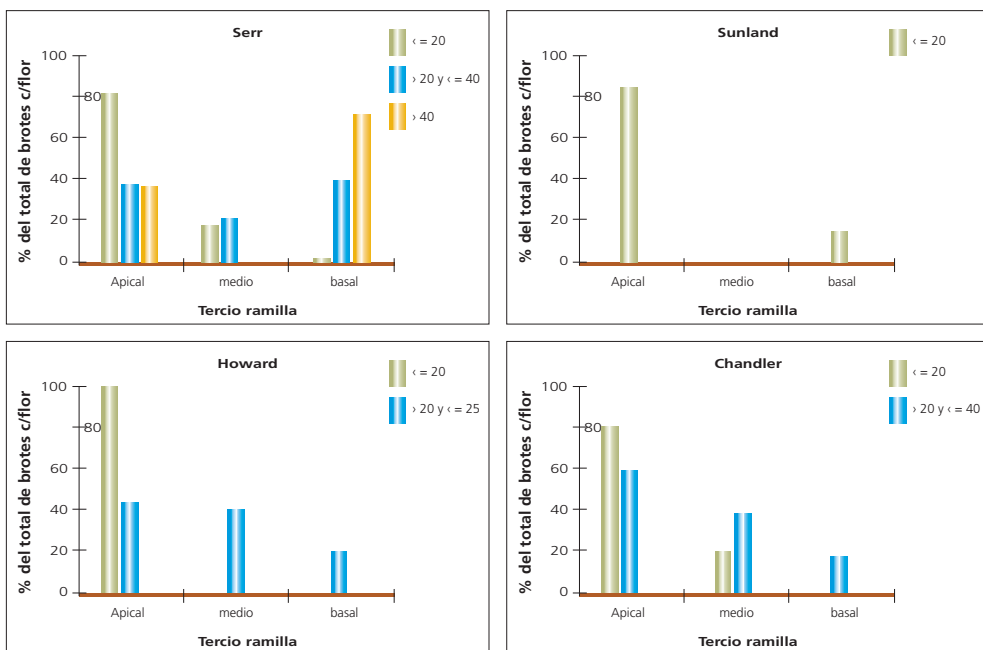 Serr
‹ = 20
› 20 y ‹ = 40
› 40
% del total de brotes c/flor
100
80
60
40
20
0
Apical medio basal
Tercio ramilla
Sunland
‹ = 20
% del total de brotes c/flor
100
80
60
40
20
0
Apical medio basal
Tercio ramilla
Howard
‹ = 20
› 20 y ‹ = 25
% del total de brotes c/flor
100
80
60
40
20
0
Apical medio basal
Tercio ramilla
Chandler
‹ = 20
› 20 y ‹ = 40
% del total de brotes c/flor
100
80
60
40
20
0
Apical medio basal
Tercio ramilla